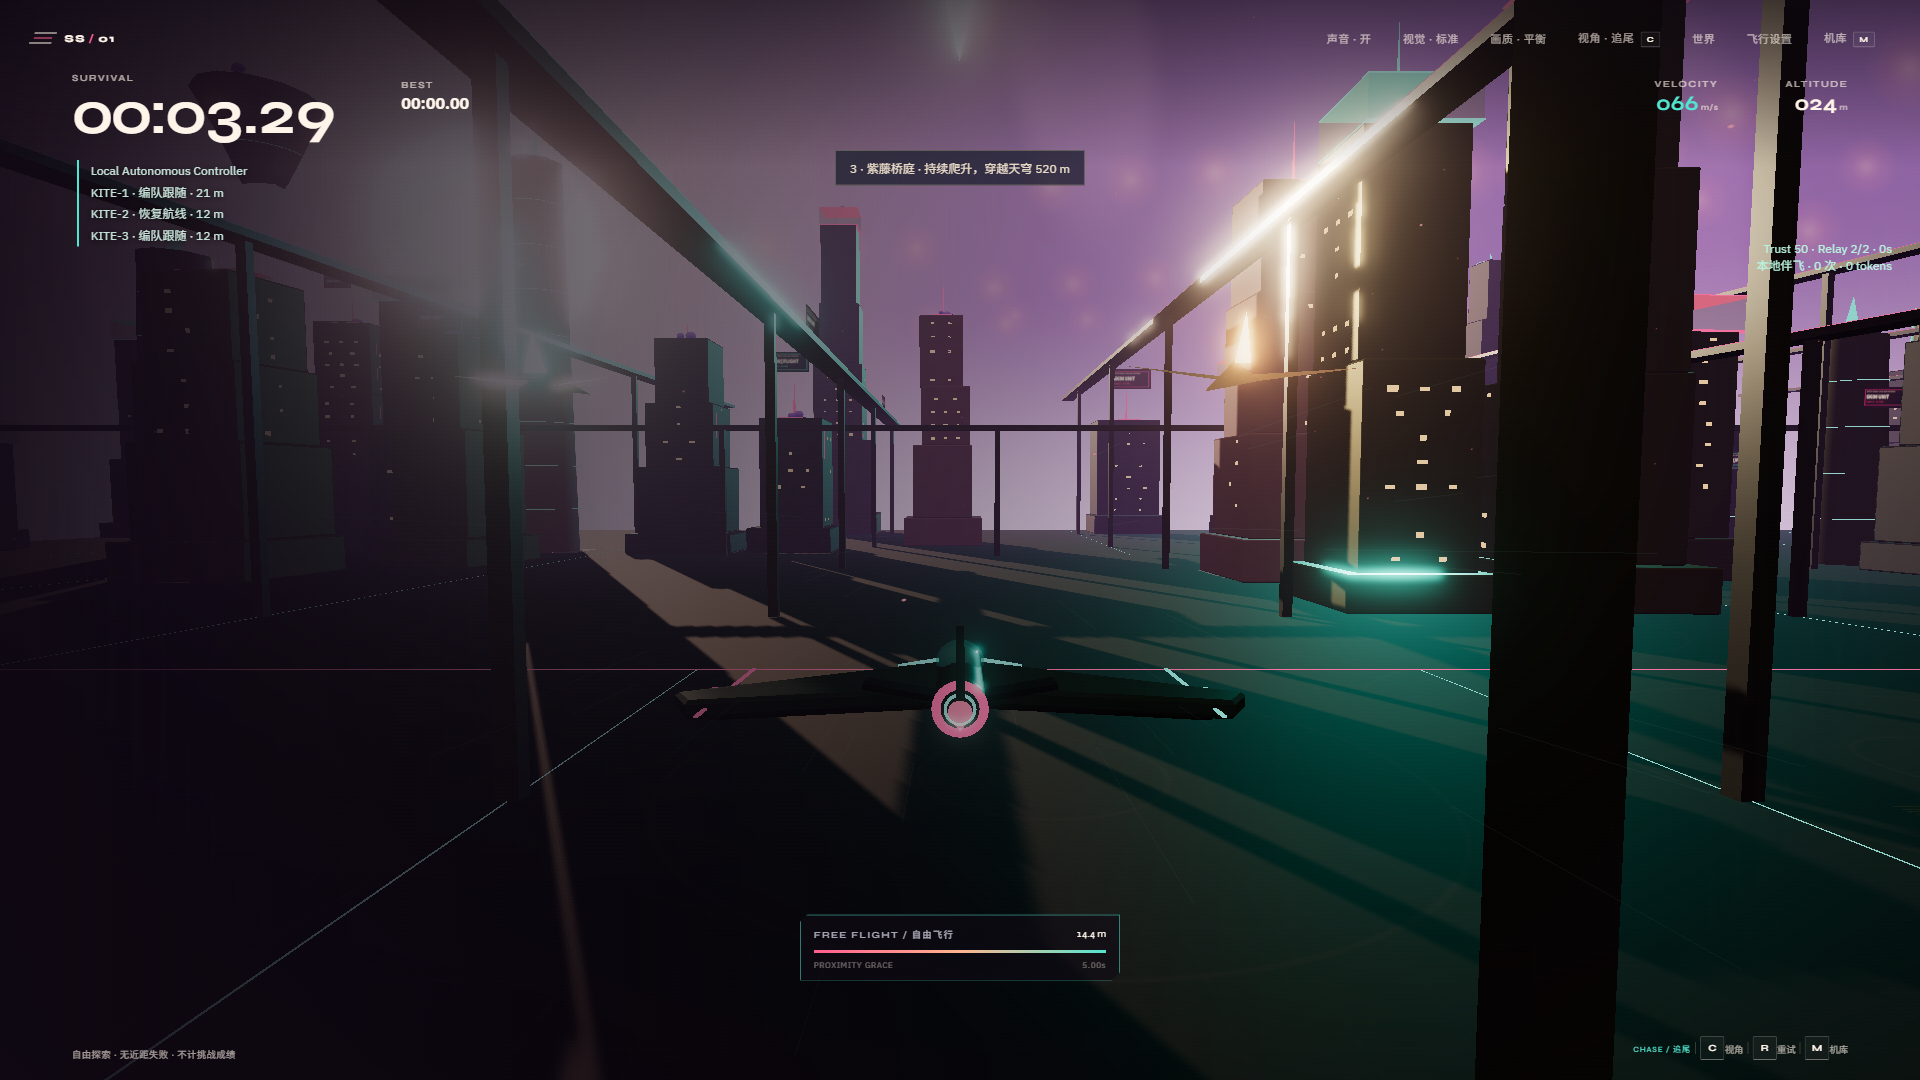 SS / 01
声音 · 开 视觉 · 标准 画质 · 平衡 视角 · 追尾 C 世界 飞行设置 机库 M
SURVIVAL
00:03.29
BEST
00:00.00
VELOCITY
066 m/s
ALTITUDE
024 m
Local Autonomous Controller
KITE-1 · 编队跟随 · 21 m
KITE-2 · 恢复航线 · 12 m
KITE-3 · 编队跟随 · 12 m
3 · 紫藤桥庭 · 持续爬升，穿越天穹 520 m
Trust 50 · Relay 2/2 · 0s
本地伴飞 · 0 次 · 0 tokens
SKIN UNIT
FREE FLIGHT / 自由飞行 14.4 m
PROXIMITY GRACE 5.00s
自由探索 · 无近距失败 · 不计挑战成绩
CHASE / 追尾 C 视角 R 重试 M 机库